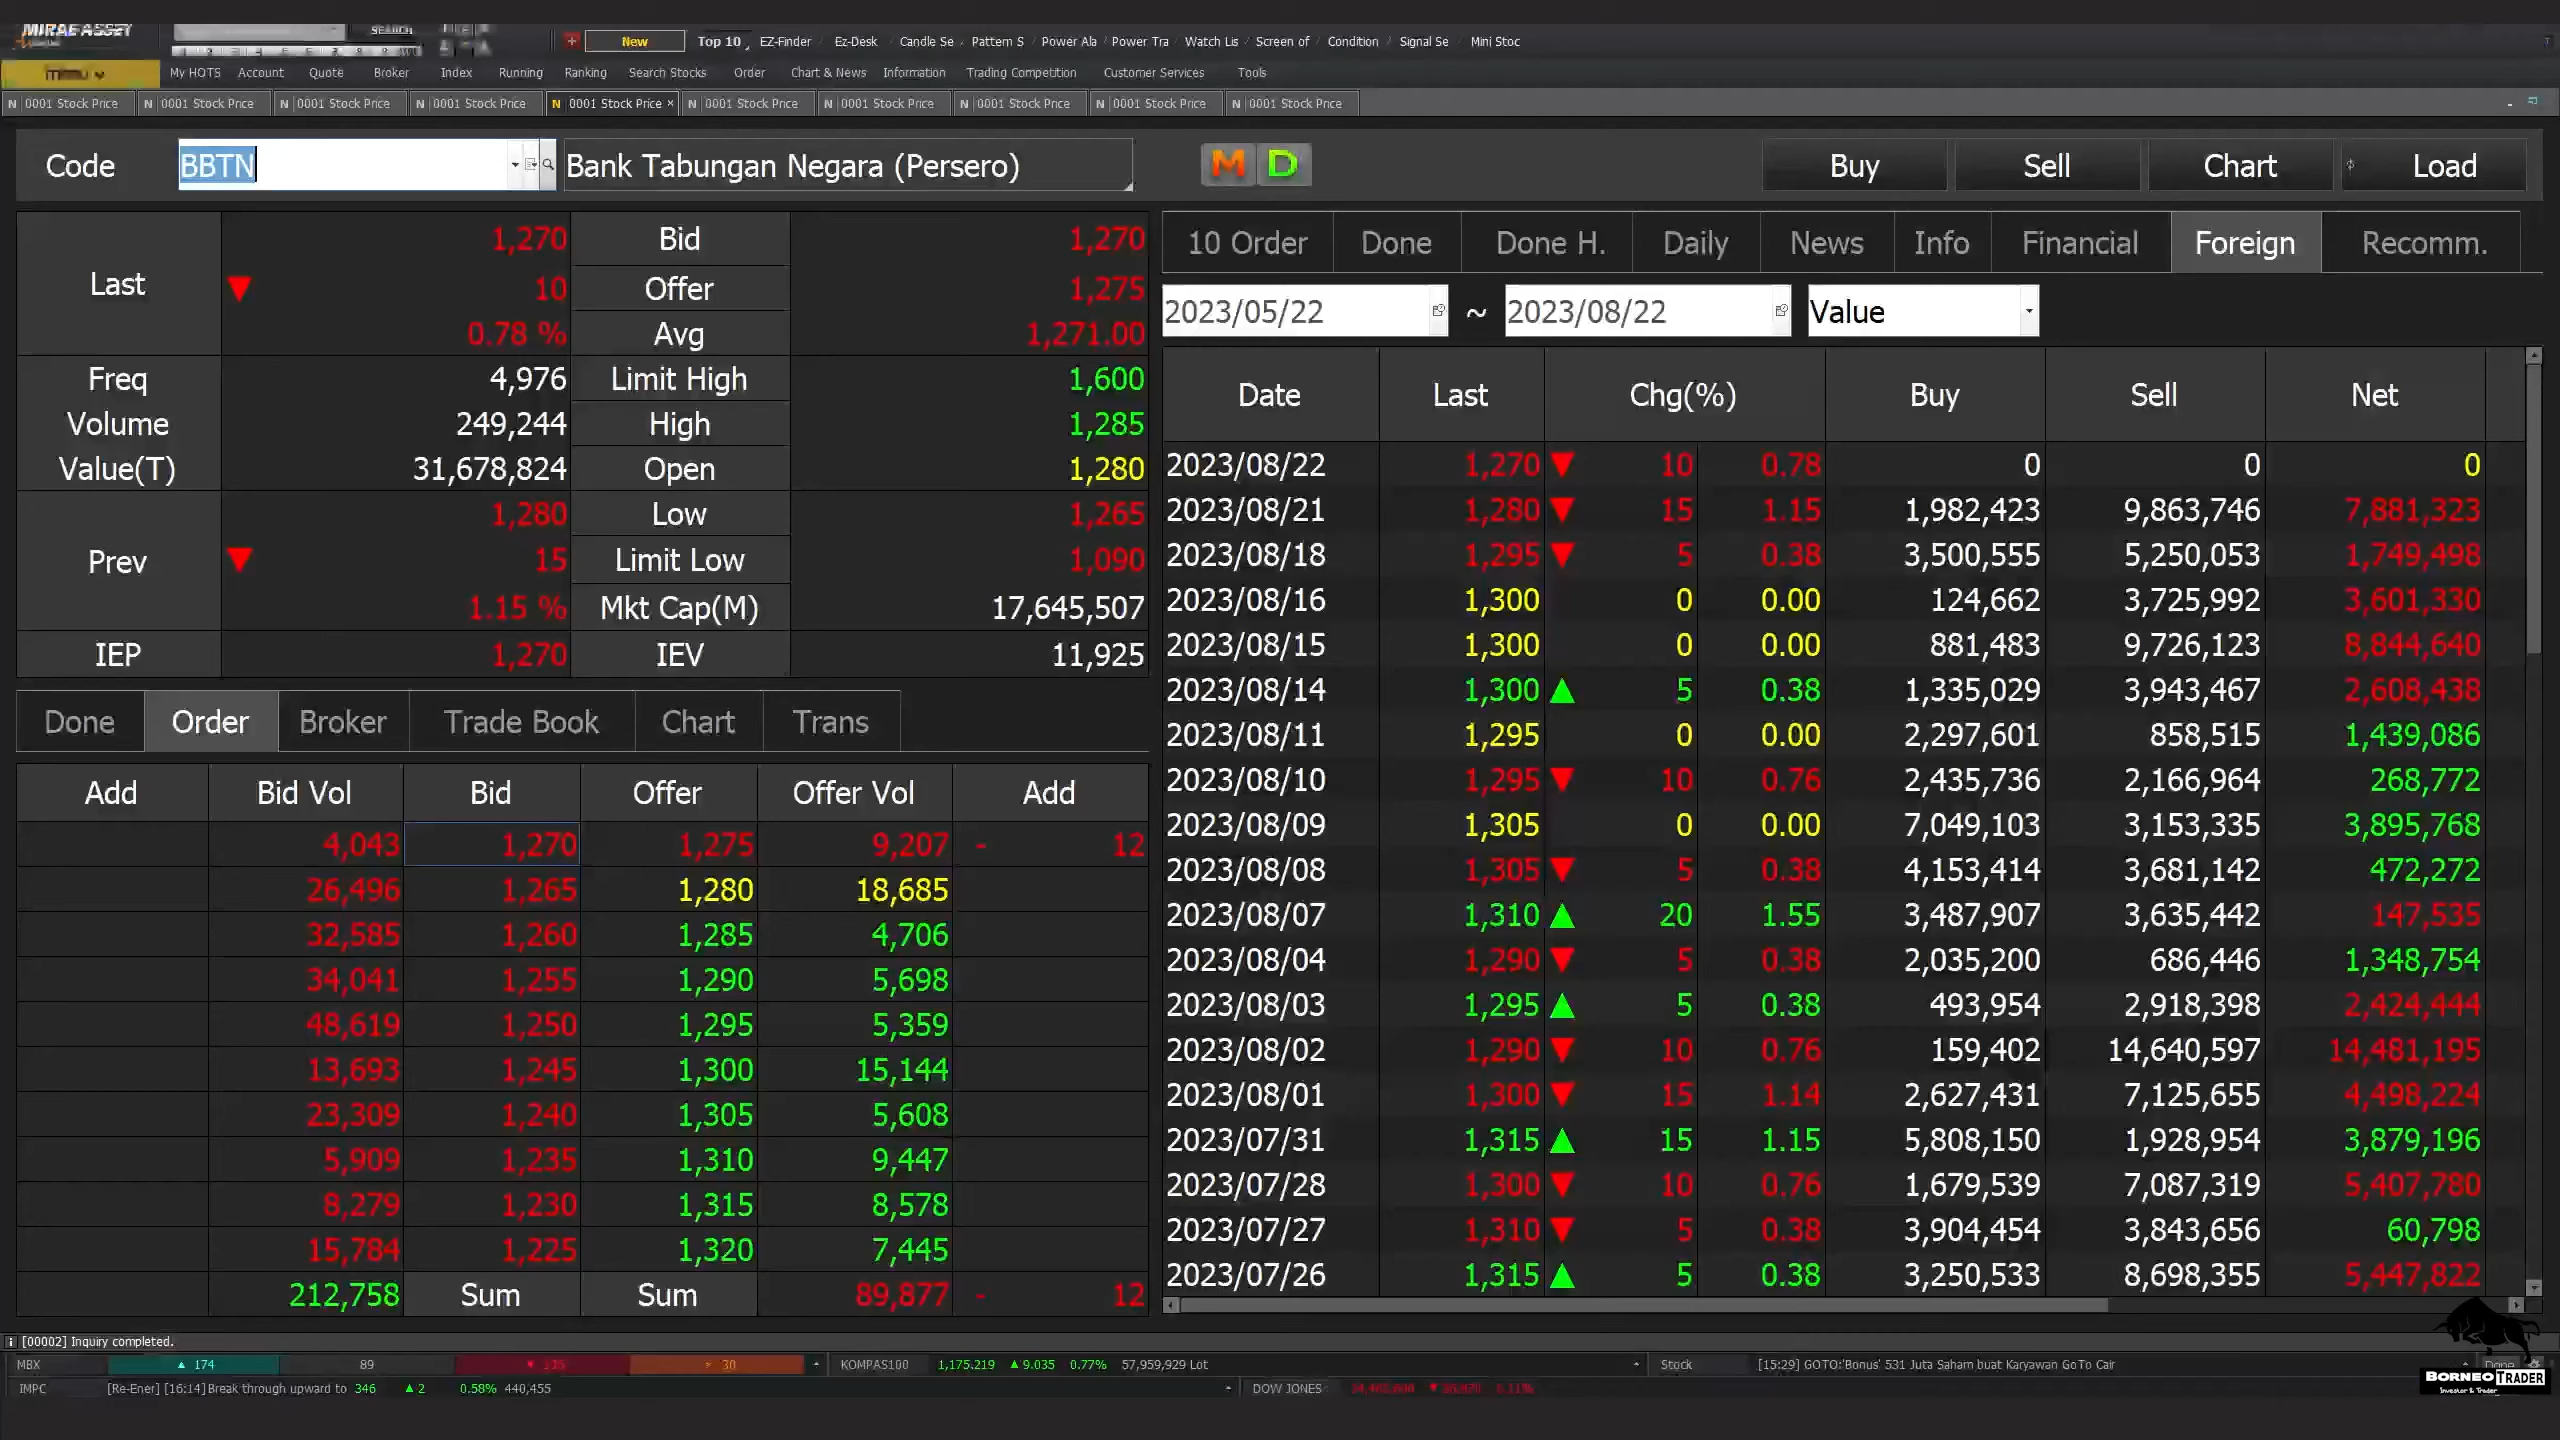 MIRAE ASSET SEARCH
New Top 10 EZ-Finder Ez-Desk Candle Se Pattern S Power Ala Power Tra Watch Lis Screen of Condition Signal Se Mini Stoc
My HOTS Account Quote Broker Index Running Ranking Search Stocks Order Chart & News Information Trading Competition Customer Services Tools
N 0001 Stock Price N 0001 Stock Price N 0001 Stock Price N 0001 Stock Price N 0001 Stock Price × N 0001 Stock Price N 0001 Stock Price N 0001 Stock Price N 0001 Stock Price N 0001 Stock Price
Code BBTN Bank Tabungan Negara (Persero) M D Buy Sell Chart Load
Last 1,270 Bid 1,270
▼ 10 Offer 1,275
0.78 % Avg 1,271.00
Freq 4,976 Limit High 1,600
Volume 249,244 High 1,285
Value(T) 31,678,824 Open 1,280
Prev 1,280 Low 1,265
▼ 15 Limit Low 1,090
1.15 % Mkt Cap(M) 17,645,507
IEP 1,270 IEV 11,925
Done Order Broker Trade Book Chart Trans
Add Bid Vol Bid Offer Offer Vol Add
4,043 1,270 1,275 9,207 - 12
26,496 1,265 1,280 18,685
32,585 1,260 1,285 4,706
34,041 1,255 1,290 5,698
48,619 1,250 1,295 5,359
13,693 1,245 1,300 15,144
23,309 1,240 1,305 5,608
5,909 1,235 1,310 9,447
8,279 1,230 1,315 8,578
15,784 1,225 1,320 7,445
212,758 Sum Sum 89,877 - 12
10 Order Done Done H. Daily News Info Financial Foreign Recomm.
2023/05/22 ~ 2023/08/22 Value
Date Last Chg(%) Buy Sell Net
2023/08/22 1,270 ▼ 10 0.78 0 0 0
2023/08/21 1,280 ▼ 15 1.15 1,982,423 9,863,746 7,881,323
2023/08/18 1,295 ▼ 5 0.38 3,500,555 5,250,053 1,749,498
2023/08/16 1,300 0 0.00 124,662 3,725,992 3,601,330
2023/08/15 1,300 0 0.00 881,483 9,726,123 8,844,640
2023/08/14 1,300 ▲ 5 0.38 1,335,029 3,943,467 2,608,438
2023/08/11 1,295 0 0.00 2,297,601 858,515 1,439,086
2023/08/10 1,295 ▼ 10 0.76 2,435,736 2,166,964 268,772
2023/08/09 1,305 0 0.00 7,049,103 3,153,335 3,895,768
2023/08/08 1,305 ▼ 5 0.38 4,153,414 3,681,142 472,272
2023/08/07 1,310 ▲ 20 1.55 3,487,907 3,635,442 147,535
2023/08/04 1,290 ▼ 5 0.38 2,035,200 686,446 1,348,754
2023/08/03 1,295 ▲ 5 0.38 493,954 2,918,398 2,424,444
2023/08/02 1,290 ▼ 10 0.76 159,402 14,640,597 14,481,195
2023/08/01 1,300 ▼ 15 1.14 2,627,431 7,125,655 4,498,224
2023/07/31 1,315 ▲ 15 1.15 5,808,150 1,928,954 3,879,196
2023/07/28 1,300 ▼ 10 0.76 1,679,539 7,087,319 5,407,780
2023/07/27 1,310 ▼ 5 0.38 3,904,454 3,843,656 60,798
2023/07/26 1,315 ▲ 5 0.38 3,250,533 8,698,355 5,447,822
[00002] Inquiry completed.
MBX ▲ 174 89 30 KOMPAS100 1,175.219 ▲ 9.035 0.77% 57,959,929 Lot Stock [15:29] GOTO:'Bonus' 531 Juta Saham buat Karyawan GoTo Cair Done
IMPC [Re-Ener] [16:14]Break through upward to 346 ▲ 2 0.58% 440,455 DOW JONES
BORNEO TRADER
Investor & Trader